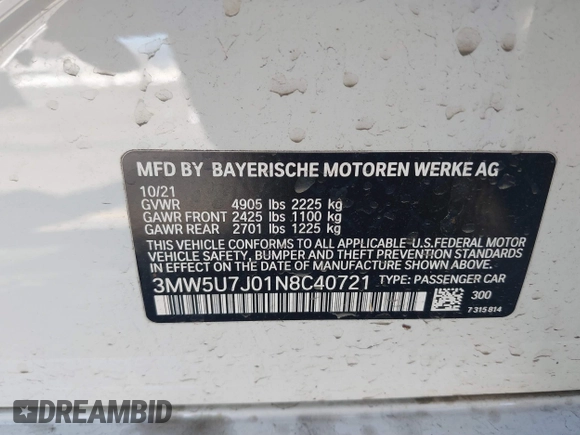 MFD BY BAYERISCHE MOTOREN WERKE AG
10/21
GVWR 4905 lbs 2225 kg
GAWR FRONT 2425 lbs 1100 kg
GAWR REAR 2701 lbs 1225 kg
THIS VEHICLE CONFORMS TO ALL APPLICABLE U.S.FEDERAL MOTOR
VEHICLE SAFETY, BUMPER, AND THEFT PREVENTION STANDARDS
IN EFFECT ON THE DATE OF MANUFACTURE SHOWN ABOVE.
3MW5U7J01N8C40721 TYPE: PASSENGER CAR
300
7 315 814
DREAMBID